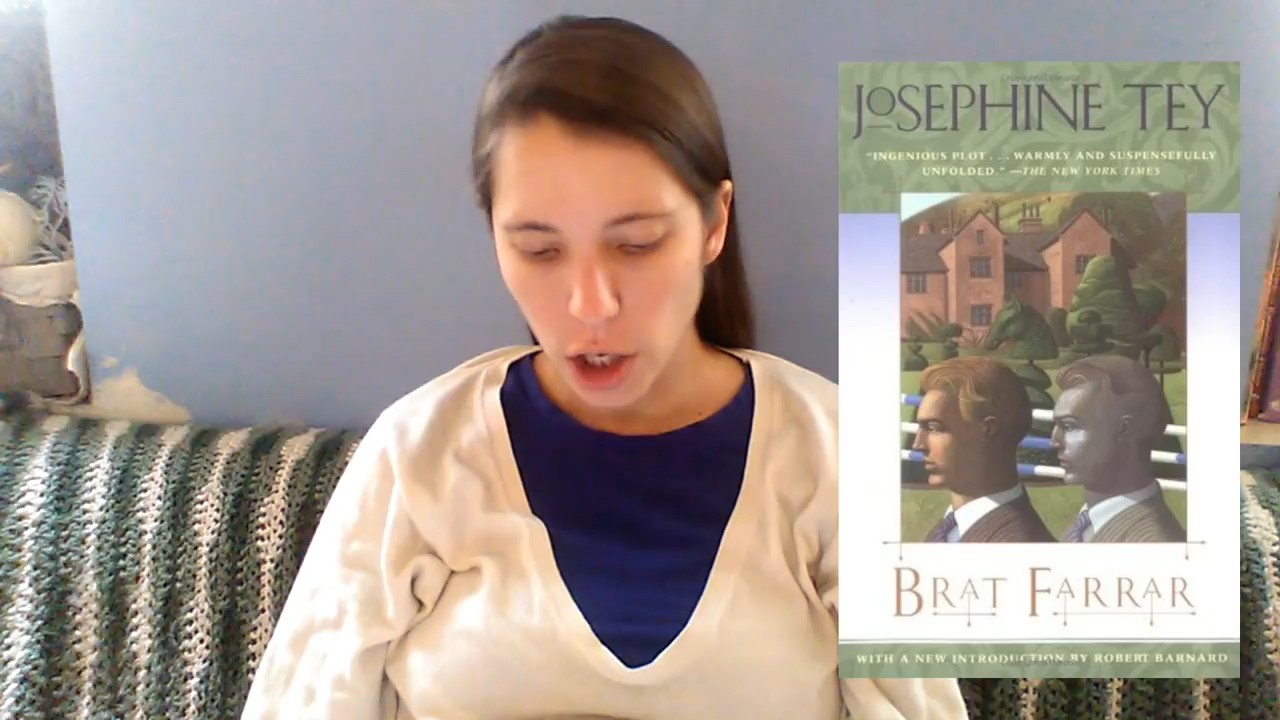 JOSEPHINE TEY
"INGENIOUS PLOT . . . WARMLY AND SUSPENSEFULLY
UNFOLDED." —THE NEW YORK TIMES
BRAT FARRAR
WITH A NEW INTRODUCTION BY ROBERT BARNARD